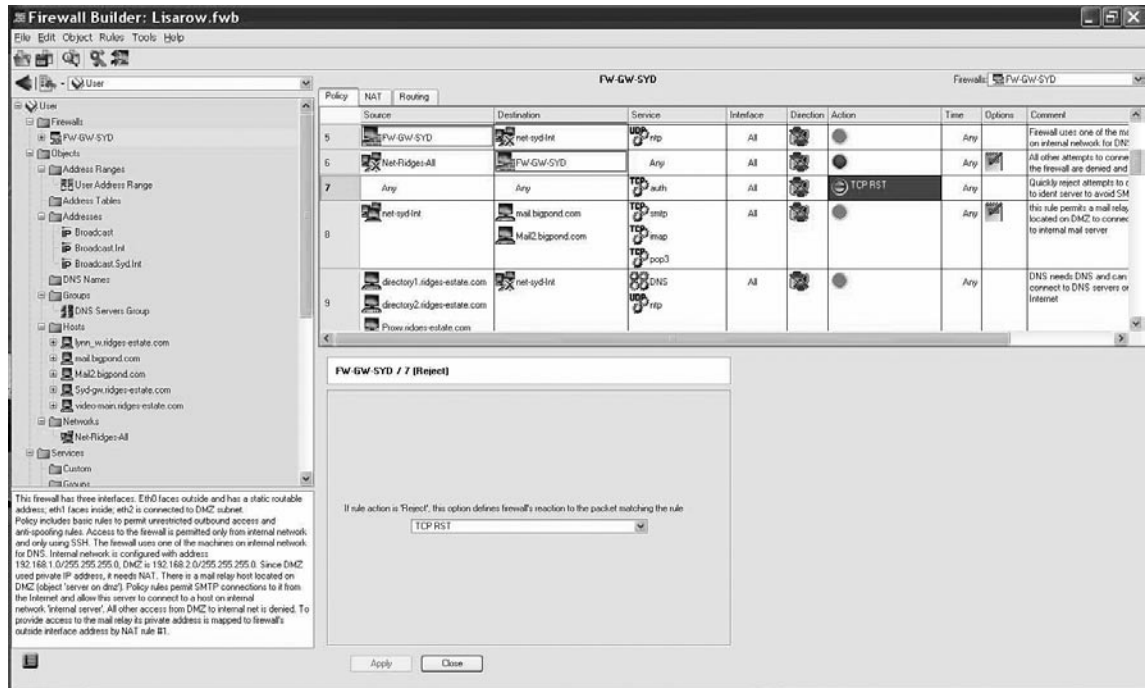 Firewall Builder: Lisarow.fwb
File Edit Object Rules Tools Help
User
FW-GW-SYD
Firewalls: FW-GW-SYD
User
Firewalls
FW-GW-SYD
Objects
Address Ranges
User Address Range
Address Tables
Addresses
Broadcast
Broadcast.Int
Broadcast.Syd.Int
DNS Names
Groups
DNS Servers Group
Hosts
lynn_w.ridges-estate.com
mail.bigpond.com
Mail2.bigpond.com
Syd-gw.ridges-estate.com
video-main.ridges-estate.com
Networks
Net-Ridges-All
Services
Custom
Groups
Policy NAT Routing
Source Destination Service Interface Direction Action Time Options Comment
5 FW-GW-SYD net-syd-Int UDP ntp All Any Firewall uses one of the ma
on internal network for DNS
6 Net-Ridges-All FW-GW-SYD Any All Any All other attempts to conne
the firewall are denied and
7 Any Any TCP auth All TCP RST Any Quickly reject attempts to c
to ident server to avoid SM
8 net-syd-Int mail.bigpond.com TCP smtp All Any this rule permits a mail relay
Mail2.bigpond.com TCP imap located on DMZ to connec
TCP pop3 to internal mail server
9 directory1.ridges-estate.com net-syd-Int DNS All Any DNS needs DNS and can
directory2.ridges-estate.com UDP ntp connect to DNS servers or
Proxy.ridges-estate.com Internet
FW-GW-SYD / 7 [Reject]
If rule action is 'Reject', this option defines firewall's reaction to the packet matching the rule
TCP RST
Apply Close
This firewall has three interfaces. Eth0 faces outside and has a static routable
address; eth1 faces inside; eth2 is connected to DMZ subnet.
Policy includes basic rules to permit unrestricted outbound access and
anti-spoofing rules. Access to the firewall is permitted only from internal network
and only using SSH. The firewall uses one of the machines on internal network
for DNS. Internal network is configured with address
192.168.1.0/255.255.255.0, DMZ is 192.168.2.0/255.255.255.0. Since DMZ
used private IP address, it needs NAT. There is a mail relay host located on
DMZ (object 'server on dmz'). Policy rules permit SMTP connections to it from
the Internet and allow this server to connect to a host on internal
network 'internal server'. All other access from DMZ to internal net is denied. To
provide access to the mail relay its private address is mapped to firewall's
outside interface address by NAT rule #1.